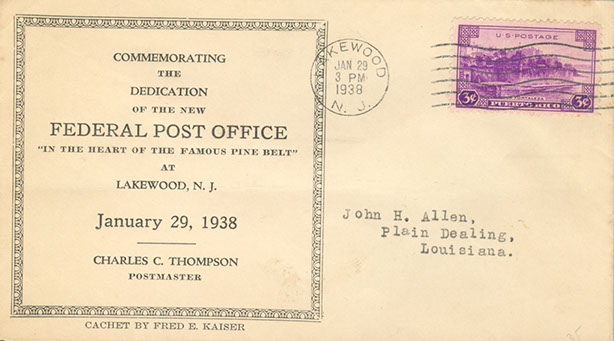 COMMEMORATING
THE
DEDICATION
OF THE NEW
FEDERAL POST OFFICE
"IN THE HEART OF THE FAMOUS PINE BELT"
AT
LAKEWOOD, N. J.
January 29, 1938
CHARLES C. THOMPSON
POSTMASTER
CACHET BY FRED E. KAISER
KEWOOD
JAN 29
3 PM
1938
N. J.
U·S·POSTAGE
3¢ PUERTO RICO 3¢
John H. Allen,
Plain Dealing,
Louisiana.